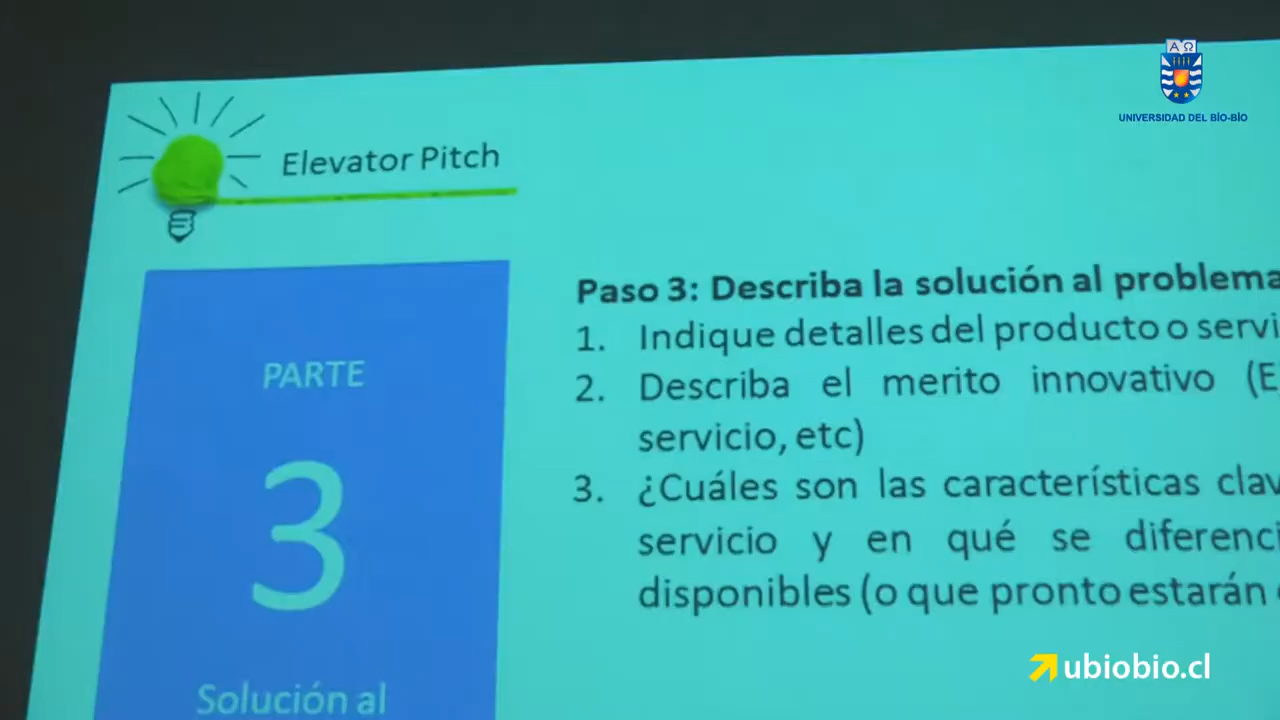 ΑΩ
UNIVERSIDAD DEL BÍO-BÍO
Elevator Pitch
PARTE
3
Solución al
Paso 3: Describa la solución al problema
1. Indique detalles del producto o servi
2. Describa el merito innovativo (E
servicio, etc)
3. ¿Cuáles son las características clav
servicio y en qué se diferenci
disponibles (o que pronto estarán
ubiobio.cl